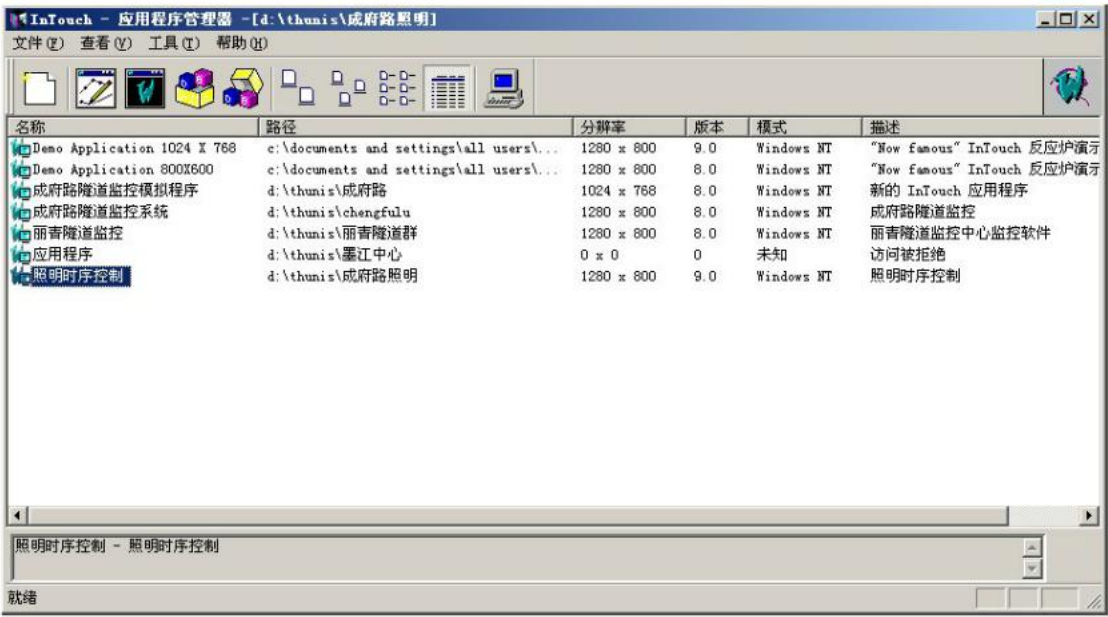 InTouch - 应用程序管理器 -[d:\thunis\成府路照明]
文件(F) 查看(V) 工具(T) 帮助(H)
名称 路径 分辨率 版本 模式 描述
Demo Application 1024 X 768 c:\documents and settings\all users\... 1280 x 800 9.0 Windows NT "Now famous" InTouch 反应炉演示
Demo Application 800X600 c:\documents and settings\all users\... 1280 x 800 8.0 Windows NT "Now famous" InTouch 反应炉演示
成府路隧道监控模拟程序 d:\thunis\成府路 1024 x 768 8.0 Windows NT 新的 InTouch 应用程序
成府路隧道监控系统 d:\thunis\chengfulu 1280 x 800 8.0 Windows NT 成府路隧道监控
丽青隧道监控 d:\thunis\丽青隧道群 1280 x 800 8.0 Windows NT 丽青隧道监控中心监控软件
应用程序 d:\thunis\墨江中心 0 x 0 0 未知 访问被拒绝
照明时序控制 d:\thunis\成府路照明 1280 x 800 9.0 Windows NT 照明时序控制
照明时序控制 - 照明时序控制
就绪